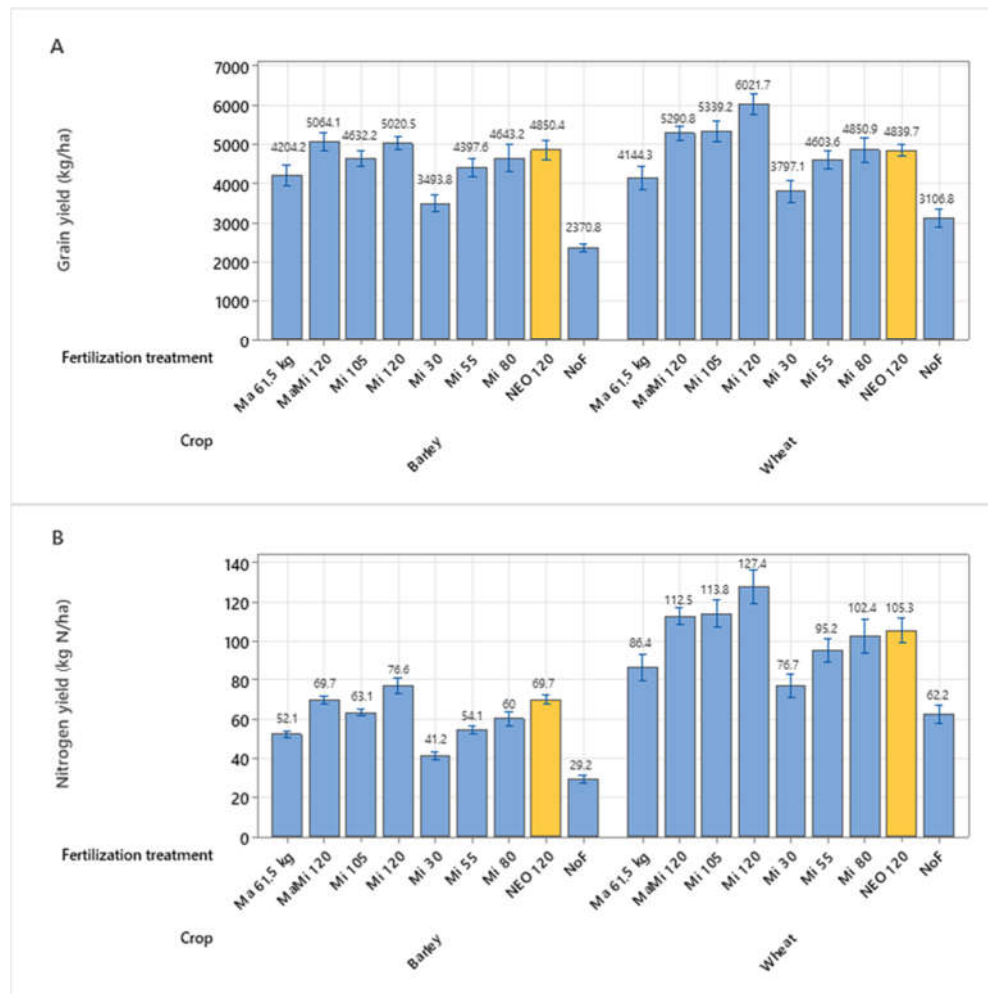 A
Grain yield (kg/ha)
7000
6000
5000
4000
3000
2000
1000
0
4204.2
5064.1
4632.2
5020.5
3493.8
4397.6
4643.2
4850.4
2370.8
4144.3
5290.8
5339.2
6021.7
3797.1
4603.6
4850.9
4839.7
3106.8
Fertilization treatment
Ma 61,5 kg
MaMi 120
Mi 105
Mi 120
Mi 30
Mi 55
Mi 80
NEO 120
NoF
Ma 61,5 kg
MaMi 120
Mi 105
Mi 120
Mi 30
Mi 55
Mi 80
NEO 120
NoF
Crop
Barley
Wheat
B
Nitrogen yield (kg N/ha)
140
120
100
80
60
40
20
0
52.1
69.7
63.1
76.6
41.2
54.1
60
69.7
29.2
86.4
112.5
113.8
127.4
76.7
95.2
102.4
105.3
62.2
Fertilization treatment
Ma 61,5 kg
MaMi 120
Mi 105
Mi 120
Mi 30
Mi 55
Mi 80
NEO 120
NoF
Ma 61,5 kg
MaMi 120
Mi 105
Mi 120
Mi 30
Mi 55
Mi 80
NEO 120
NoF
Crop
Barley
Wheat